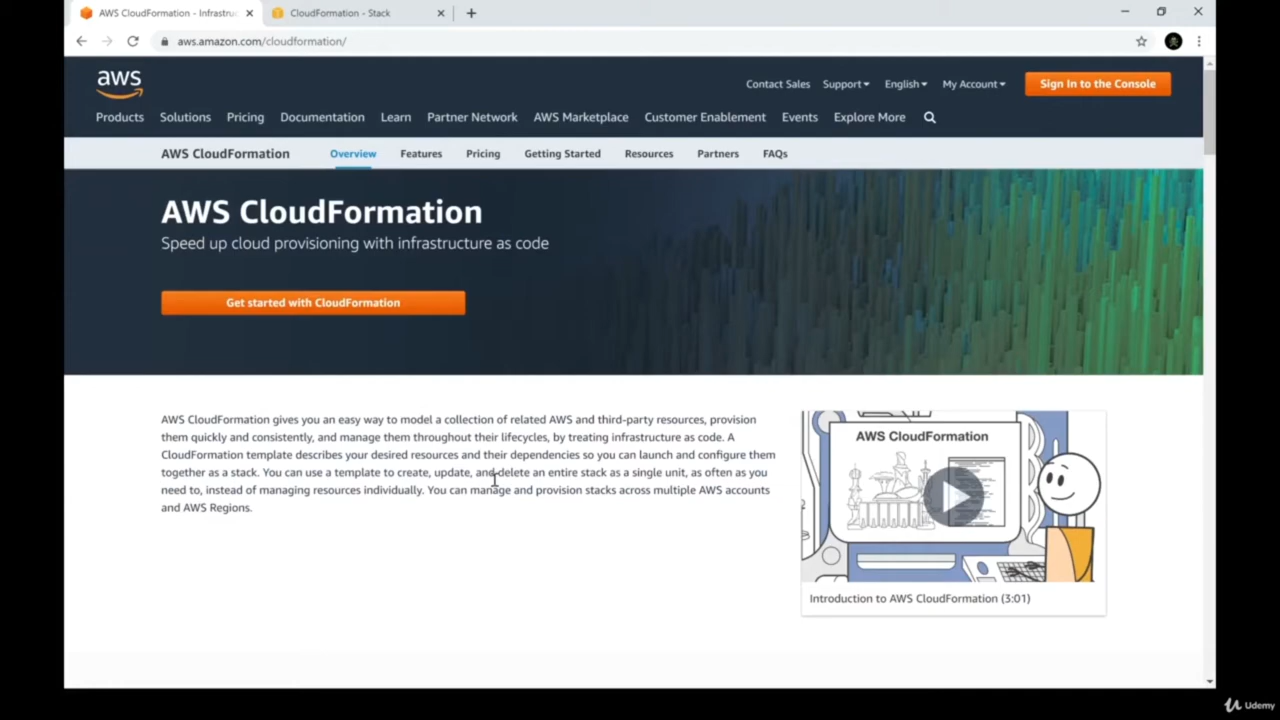 AWS CloudFormation - Infrastruc
CloudFormation - Stack
aws.amazon.com/cloudformation/
aws
Contact Sales Support English My Account Sign In to the Console
Products Solutions Pricing Documentation Learn Partner Network AWS Marketplace Customer Enablement Events Explore More
AWS CloudFormation Overview Features Pricing Getting Started Resources Partners FAQs
AWS CloudFormation
Speed up cloud provisioning with infrastructure as code
Get started with CloudFormation
AWS CloudFormation gives you an easy way to model a collection of related AWS and third-party resources, provision
them quickly and consistently, and manage them throughout their lifecycles, by treating infrastructure as code. A
CloudFormation template describes your desired resources and their dependencies so you can launch and configure them
together as a stack. You can use a template to create, update, and delete an entire stack as a single unit, as often as you
need to, instead of managing resources individually. You can manage and provision stacks across multiple AWS accounts
and AWS Regions.
AWS CloudFormation
Introduction to AWS CloudFormation (3:01)
Udemy